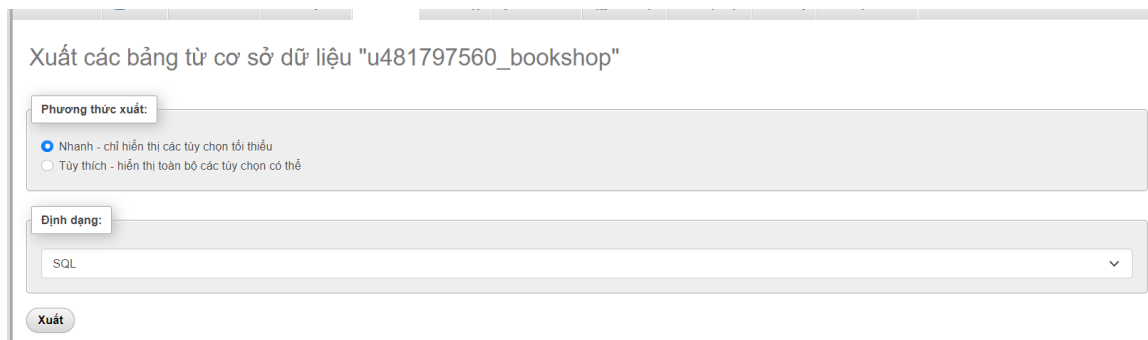 Xuất các bảng từ cơ sở dữ liệu "u481797560_bookshop"
Phương thức xuất:
Nhanh - chỉ hiển thị các tùy chọn tối thiểu
Tùy thích - hiển thị toàn bộ các tùy chọn có thể
Định dạng:
SQL
Xuất